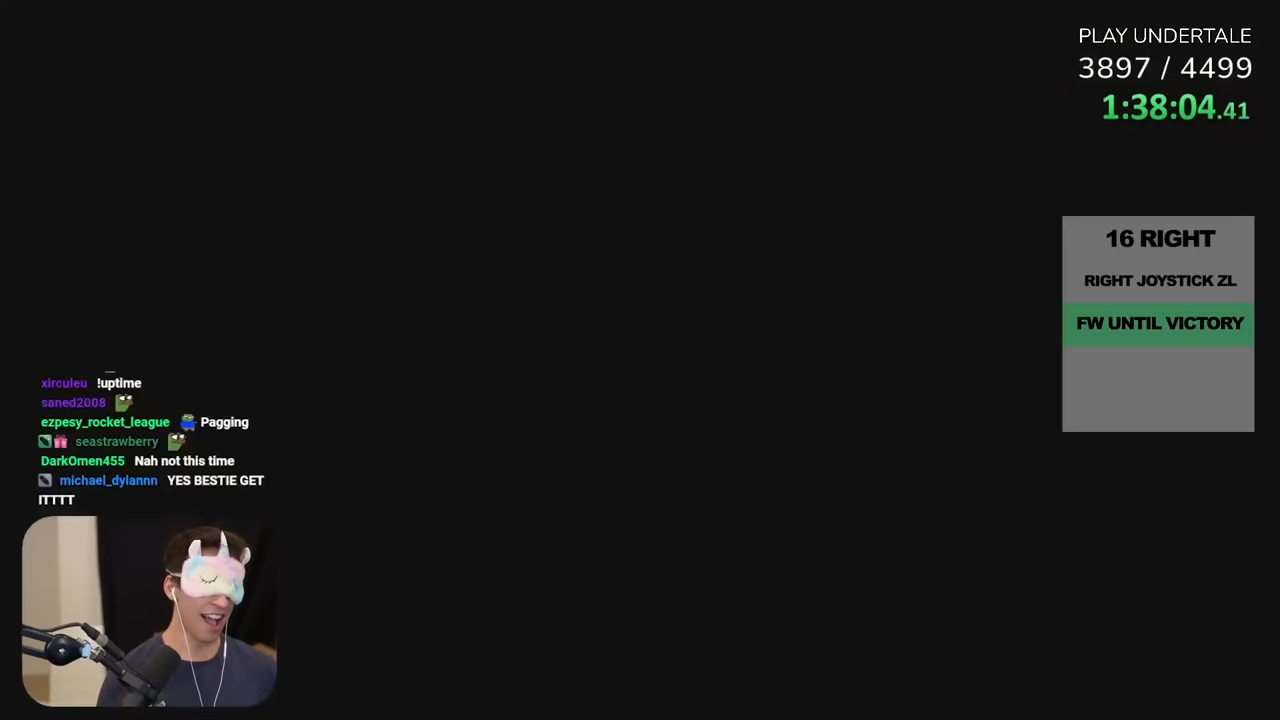 PLAY UNDERTALE
3897 / 4499
1:38:04.41
16 RIGHT
RIGHT JOYSTICK ZL
FW UNTIL VICTORY
xirculeu !uptime
saned2008
ezpesy_rocket_league Pagging
seastrawberry
DarkOmen455 Nah not this time
michael_dylannn YES BESTIE GET
ITTTT